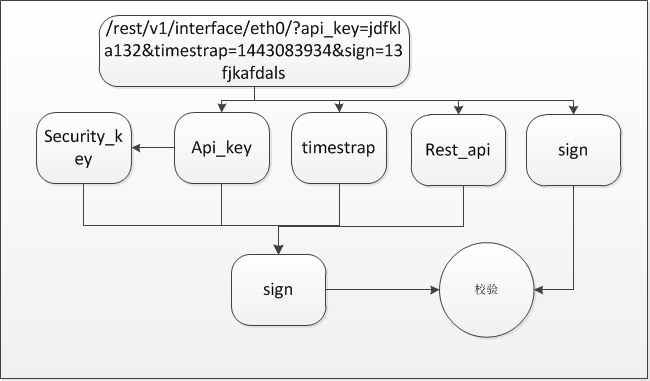 /rest/v1/interface/eth0/?api_key=jdfkl
a132&timestrap=1443083934&sign=13
fjkafdals
Security_k
ey
Api_key
timestrap
Rest_api
sign
sign
校验